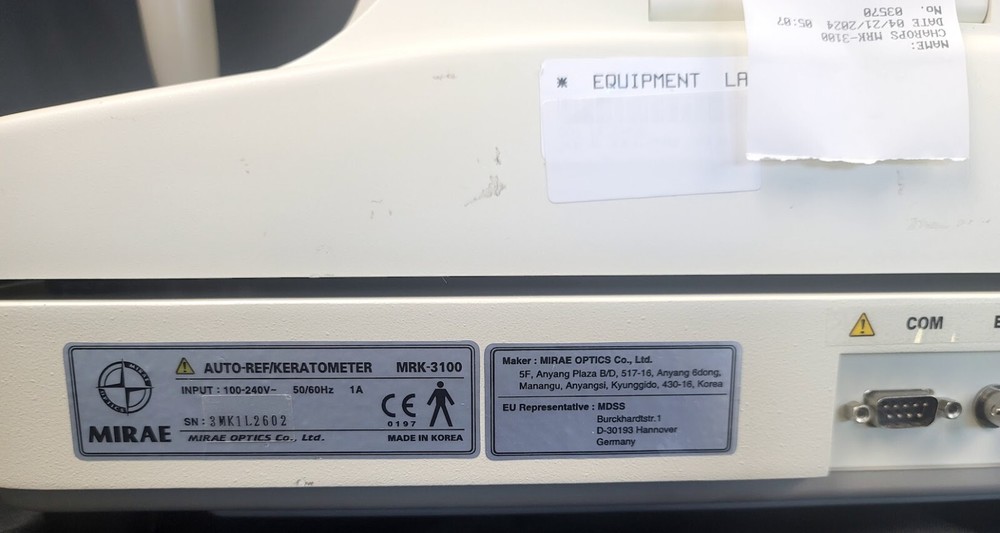 No. 03570
DATE 04/21/2024 05:07
CHAROPS MRK-3100
NAME:
* EQUIPMENT LA
COM
E
MIRAE
OPTICS
AUTO-REF/KERATOMETER MRK-3100
INPUT : 100-240V~ 50/60Hz 1A
SN : 3MK1L2602
CE
0197
MIRAE MIRAE OPTICS Co., Ltd. MADE IN KOREA
Maker : MIRAE OPTICS Co., Ltd.
5F, Anyang Plaza B/D, 517-16, Anyang 6dong,
Manangu, Anyangsi, Kyunggido, 430-16, Korea
EU Representative : MDSS
Burckhardtstr.1
D-30193 Hannover
Germany